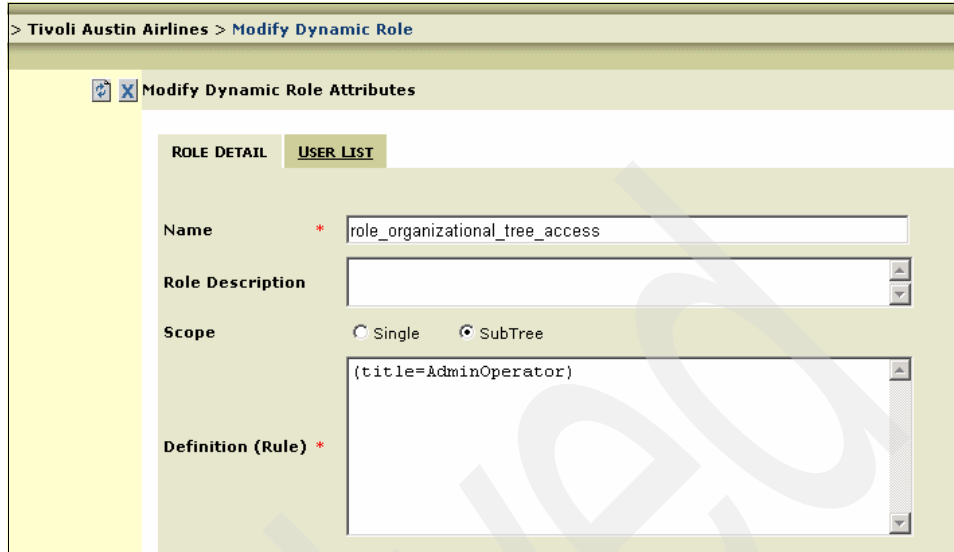 > Tivoli Austin Airlines > Modify Dynamic Role
Modify Dynamic Role Attributes
ROLE DETAIL USER LIST
Name * role_organizational_tree_access
Role Description
Scope Single SubTree
(title=AdminOperator)
Definition (Rule) *